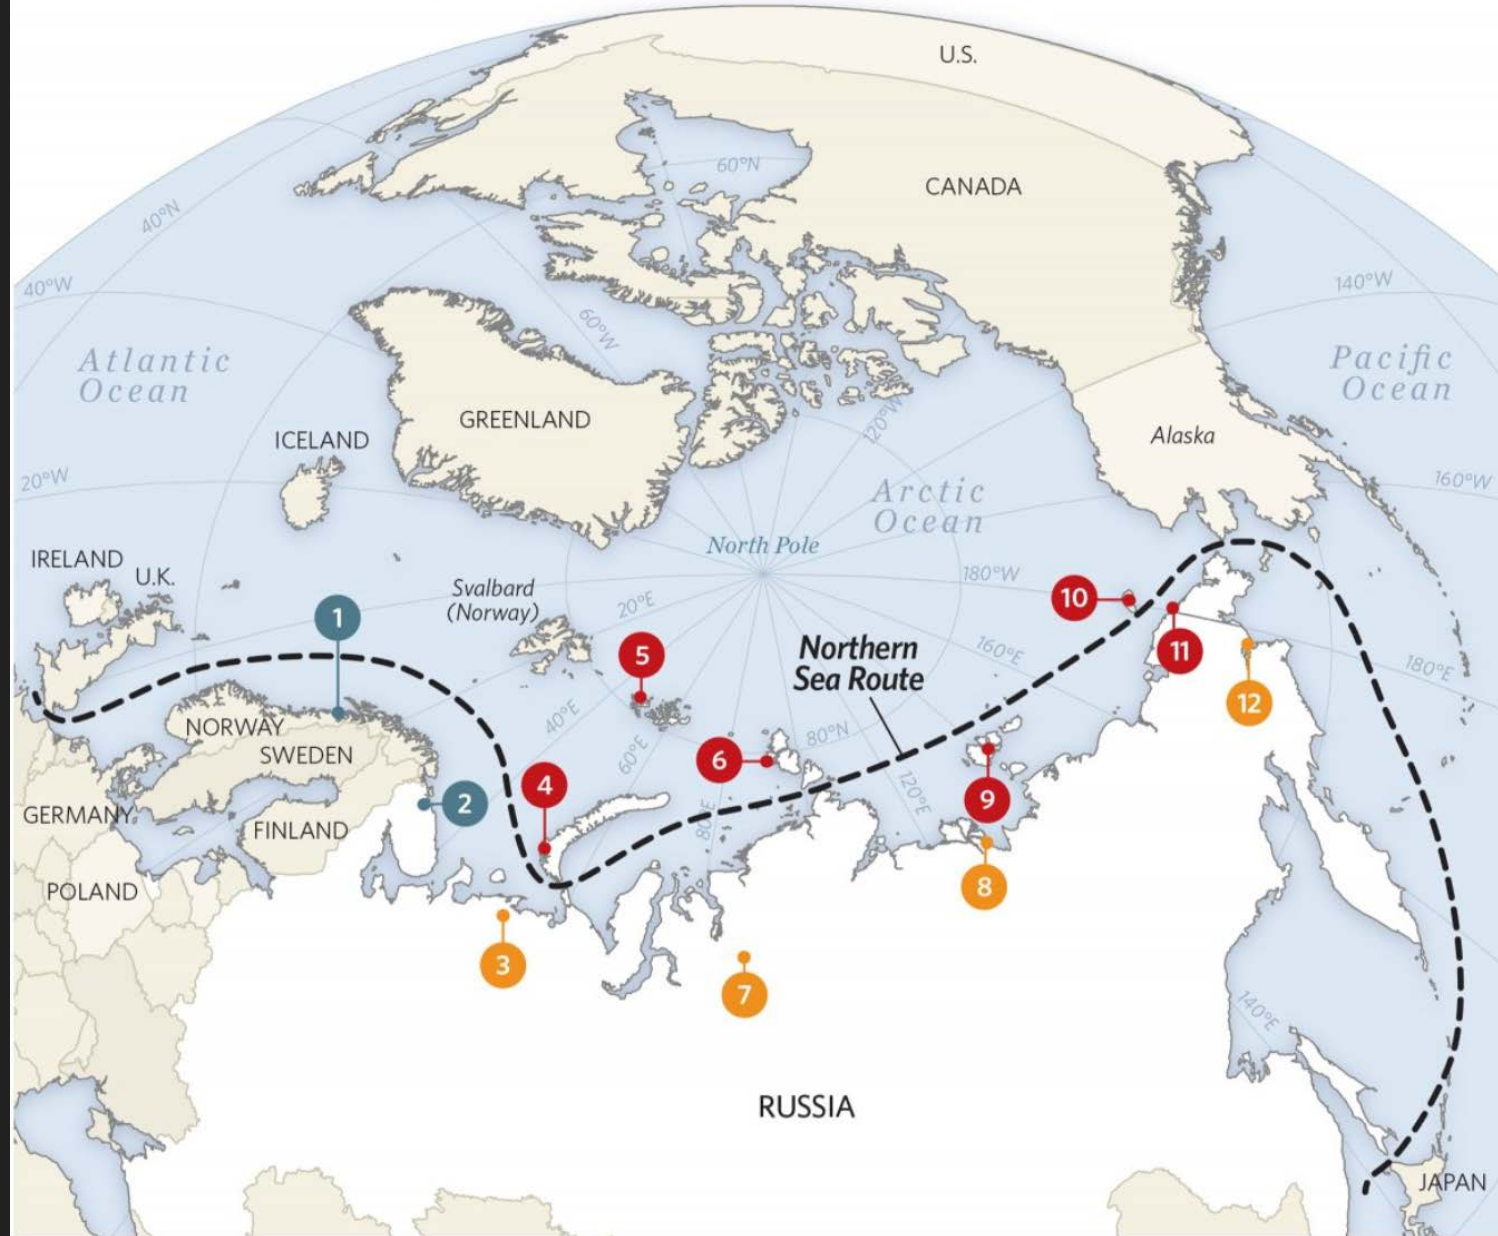 U.S.
60°N
CANADA
40°N
40°W
140°W
60°W
Atlantic
Ocean
Pacific
Ocean
GREENLAND
120°W
ICELAND
Alaska
20°W
160°W
Arctic
Ocean
North Pole
IRELAND
U.K.
Svalbard
(Norway)
180°W
20°E
1
10
5
11
160°E
180°E
Northern
Sea Route
12
40°E
NORWAY
SWEDEN
60°E
80°N
6
4
9
2
120°E
80°E
GERMANY
FINLAND
POLAND
8
3
7
140°E
RUSSIA
JAPAN